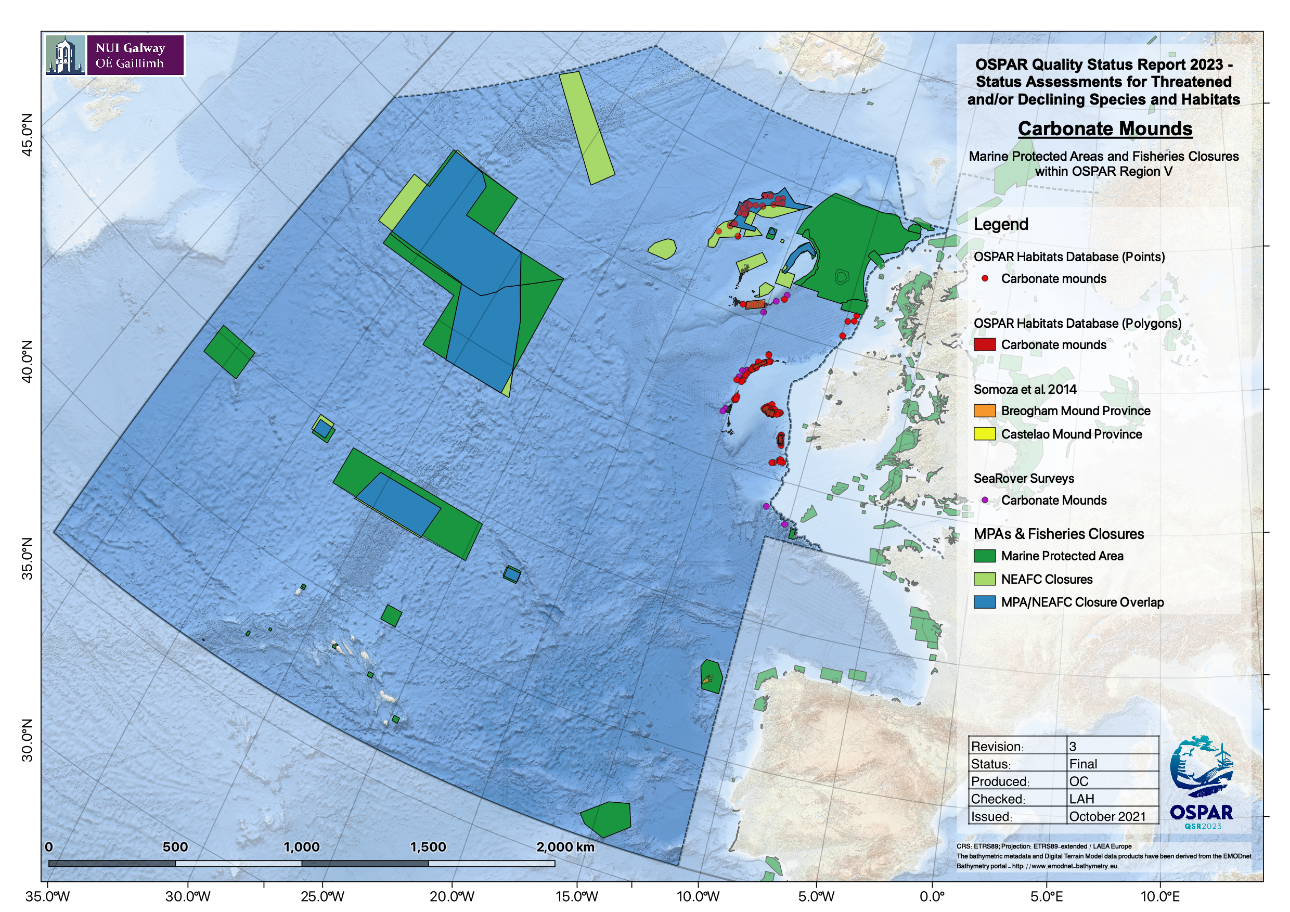 NUI Galway
OÉ Gaillimh
OSPAR Quality Status Report 2023 -
Status Assessments for Threatened
and/or Declining Species and Habitats
Carbonate Mounds
Marine Protected Areas and Fisheries Closures
within OSPAR Region V
Legend
OSPAR Habitats Database (Points)
Carbonate mounds
OSPAR Habitats Database (Polygons)
Carbonate mounds
Somoza et al. 2014
Breogham Mound Province
Castelao Mound Province
SeaRover Surveys
Carbonate Mounds
MPAs & Fisheries Closures
Marine Protected Area
NEAFC Closures
MPA/NEAFC Closure Overlap
Revision: 3
Status: Final
Produced: OC
Checked: LAH
Issued: October 2021
OSPAR
QSR2023
CRS: ETRS89; Projection: ETRS89-extended / LAEA Europe
The bathymetric metadata and Digital Terrain Model data products have been derived from the EMODnet
Bathymetry portal - http://www.emodnet-bathymetry.eu.
45.0°N
40.0°N
35.0°N
30.0°N
0 500 1,000 1,500 2,000 km
35.0°W 30.0°W 25.0°W 20.0°W 15.0°W 10.0°W 5.0°W 0.0° 5.0°E 10.0°E